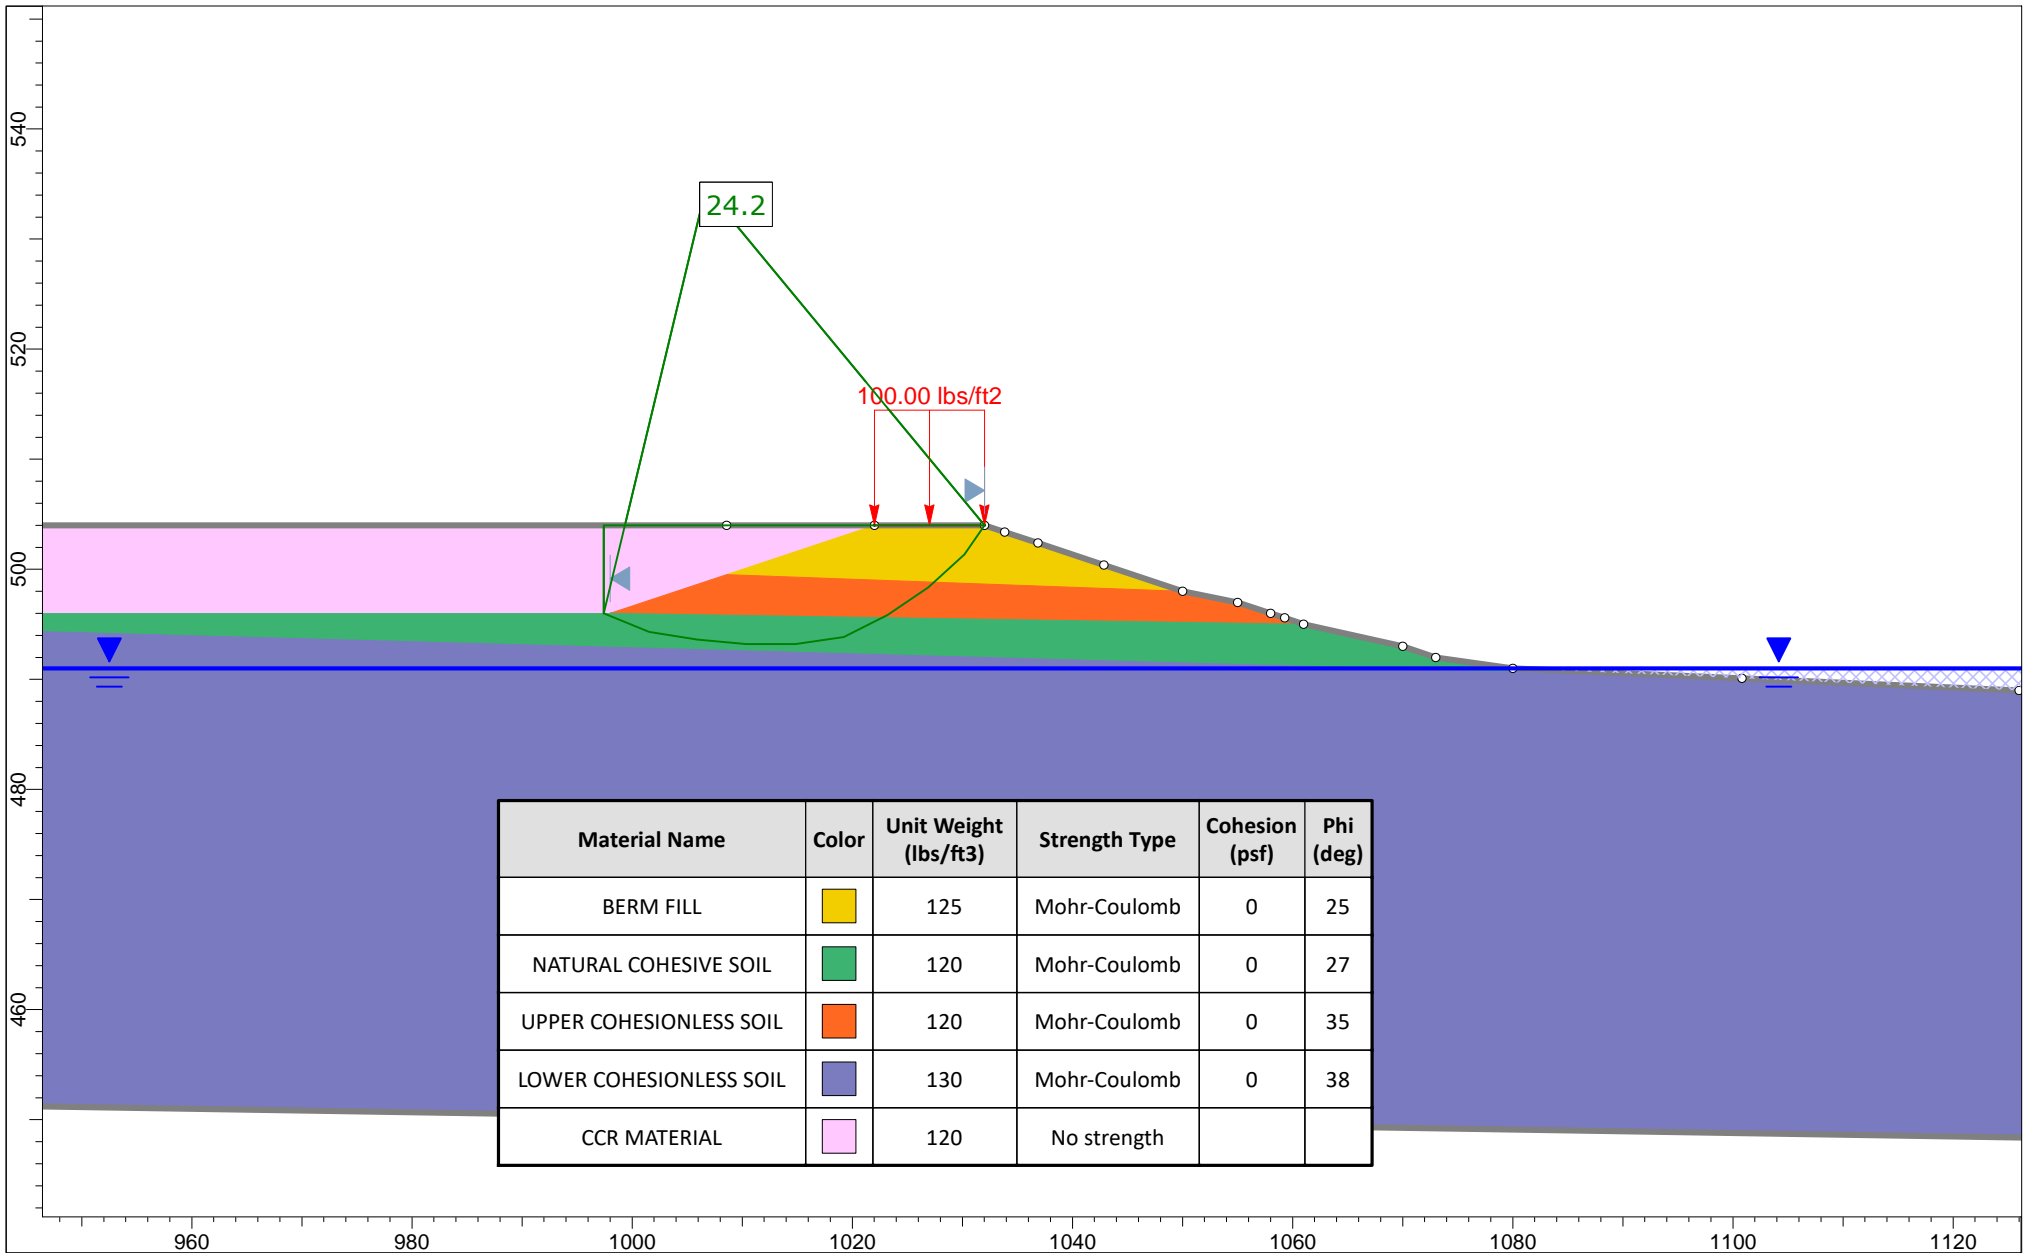 540
520
500
480
460
24.2
100.00 lbs/ft2
Material Name Color Unit Weight (lbs/ft3) Strength Type Cohesion (psf) Phi (deg)
BERM FILL 125 Mohr-Coulomb 0 25
NATURAL COHESIVE SOIL 120 Mohr-Coulomb 0 27
UPPER COHESIONLESS SOIL 120 Mohr-Coulomb 0 35
LOWER COHESIONLESS SOIL 130 Mohr-Coulomb 0 38
CCR MATERIAL 120 No strength
960 980 1000 1020 1040 1060 1080 1100 1120